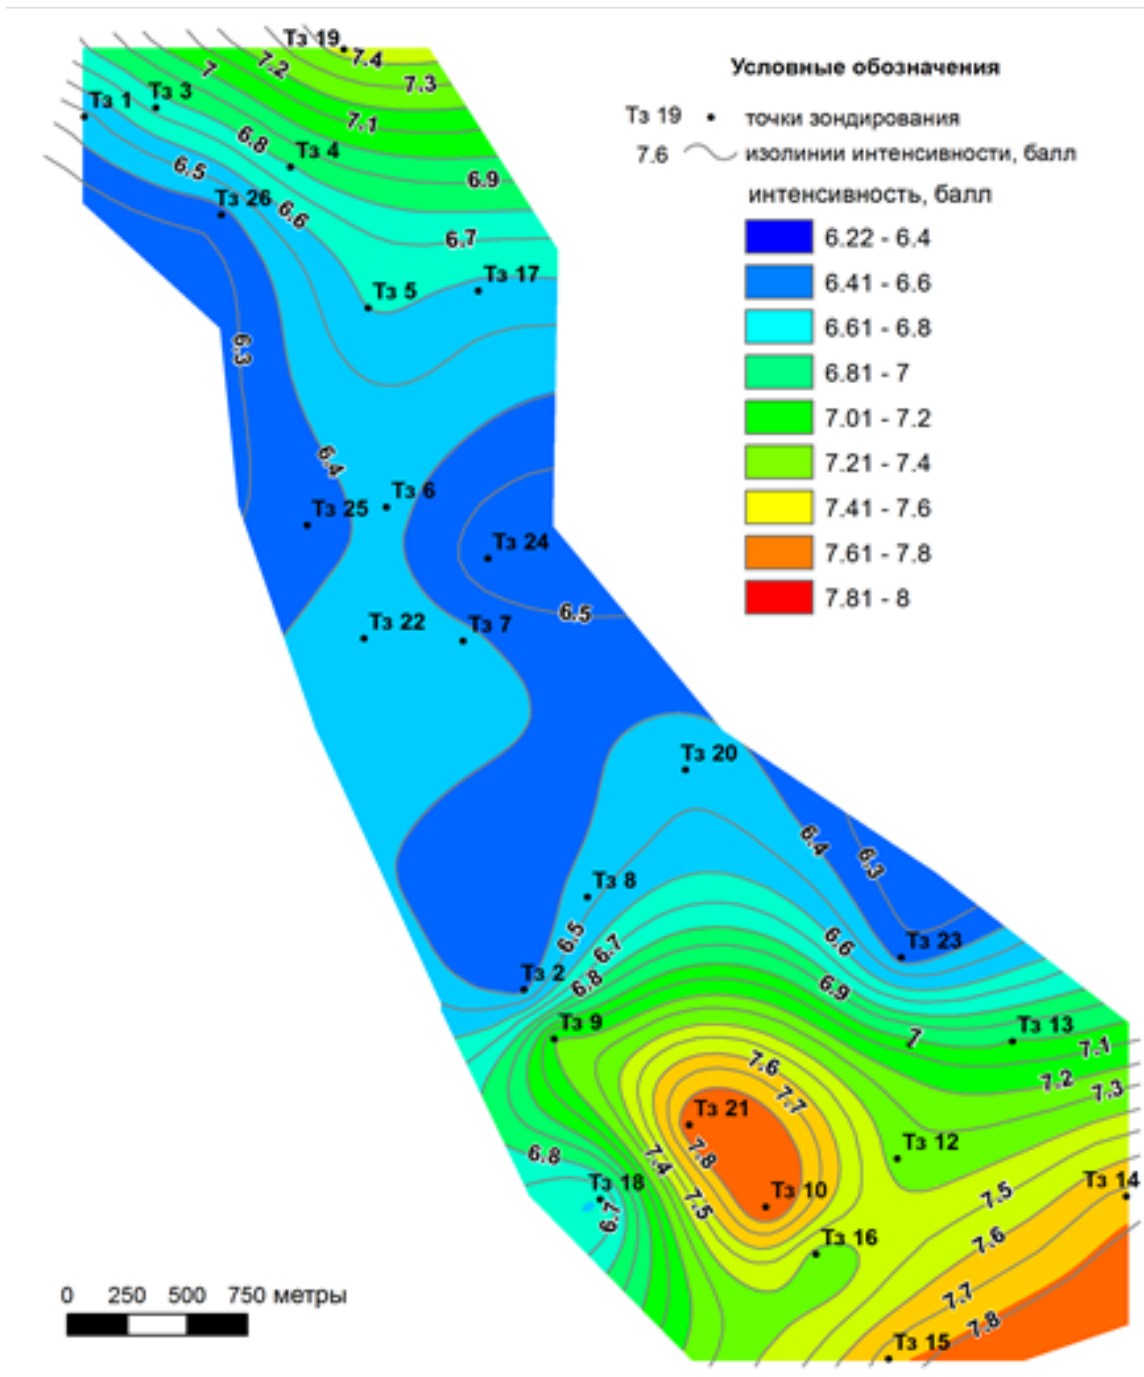 Тз 19
7.4
7.2
7
7.3
Тз 3
Тз 1
7.1
6.8
Тз 4
6.5
6.9
Тз 26
6.6
6.7
Тз 17
Тз 5
6.3
6.4
Тз 6
Тз 25
Тз 24
6.5
Тз 22
Тз 7
Тз 20
6.4
6.3
Тз 8
6.5
6.7
6.6
Тз 23
Тз 2
6.8
6.9
Тз 9
Тз 13
7
7.1
7.6
7.2
7.3
7.7
Тз 21
Тз 12
6.8
7.4
7.8
Тз 18
Тз 10
Тз 14
7.5
7.5
6.7
Тз 16
7.6
7.7
7.8
Тз 15
Условные обозначения
Тз 19 точки зондирования
7.6 изолинии интенсивности, балл
интенсивность, балл
6.22 - 6.4
6.41 - 6.6
6.61 - 6.8
6.81 - 7
7.01 - 7.2
7.21 - 7.4
7.41 - 7.6
7.61 - 7.8
7.81 - 8
0 250 500 750 метры